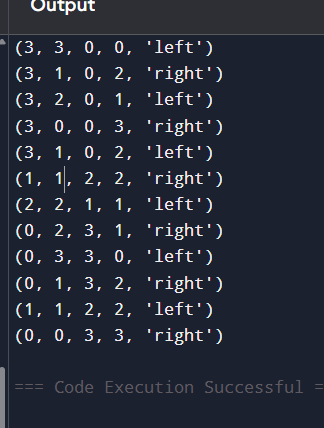 Output
(3, 3, 0, 0, 'left')
(3, 1, 0, 2, 'right')
(3, 2, 0, 1, 'left')
(3, 0, 0, 3, 'right')
(3, 1, 0, 2, 'left')
(1, 1, 2, 2, 'right')
(2, 2, 1, 1, 'left')
(0, 2, 3, 1, 'right')
(0, 3, 3, 0, 'left')
(0, 1, 3, 2, 'right')
(1, 1, 2, 2, 'left')
(0, 0, 3, 3, 'right')
=== Code Execution Successful =